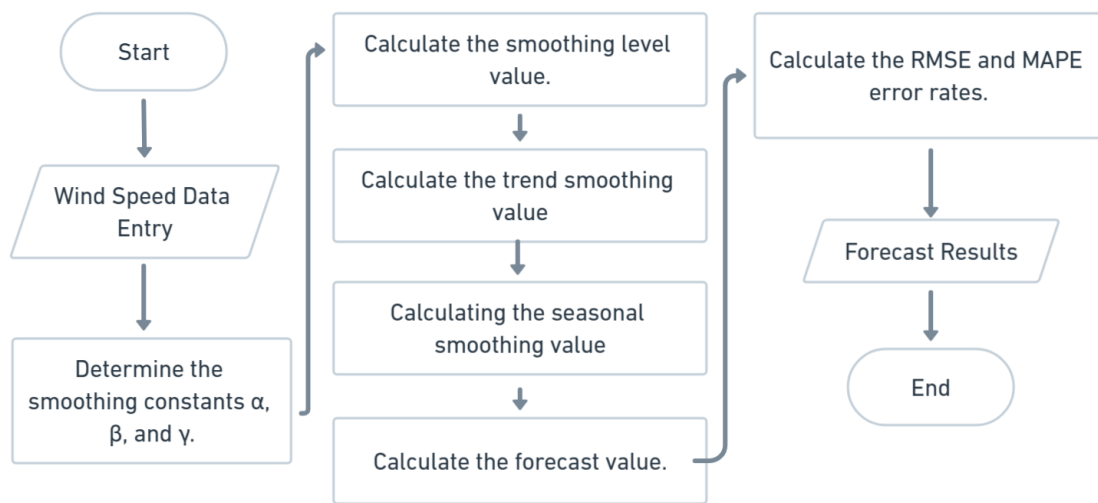 Start
Wind Speed Data
Entry
Determine the
smoothing constants α,
β, and γ.
Calculate the smoothing level
value.
Calculate the trend smoothing
value
Calculating the seasonal
smoothing value
Calculate the forecast value.
Calculate the RMSE and MAPE
error rates.
Forecast Results
End